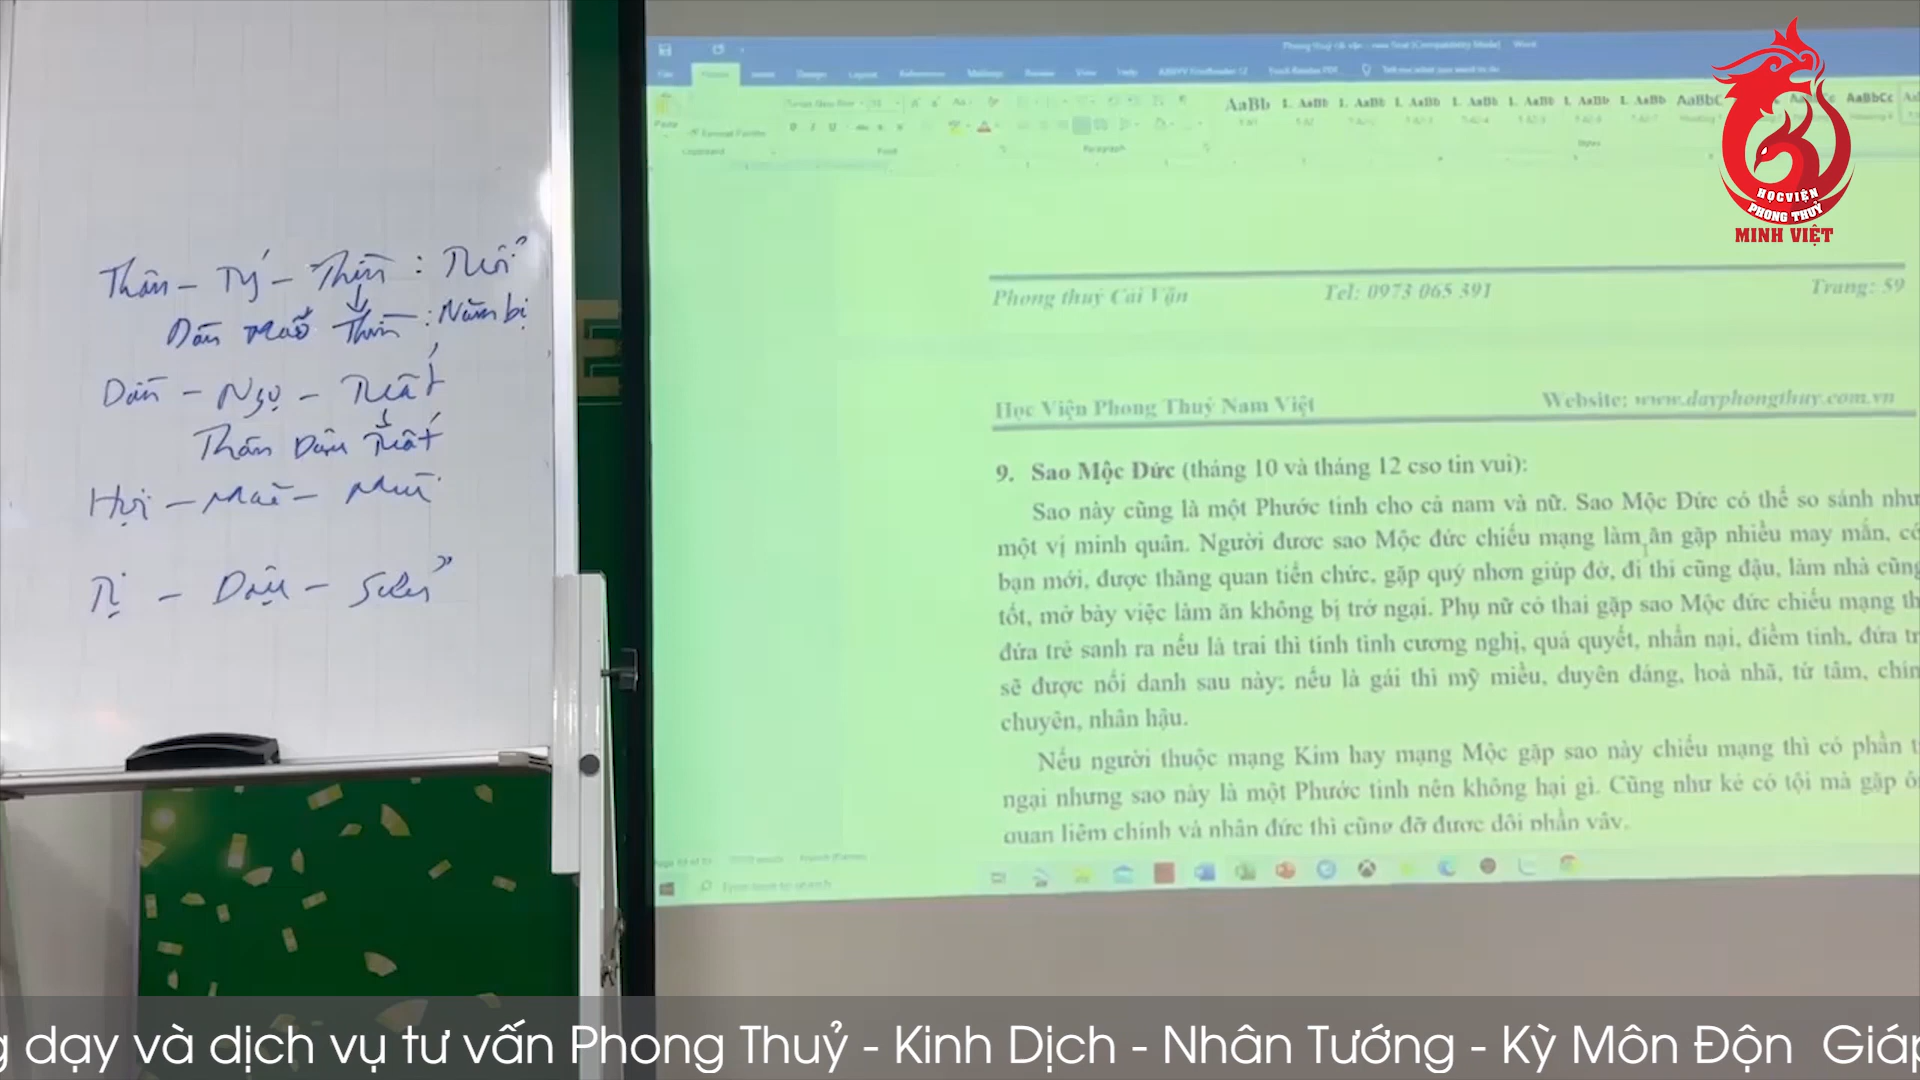 Thân - Tý - Thìn : Tuổi
Dần Mão Thìn : Năm bị
Dần - Ngọ - Tuất
Thân Dậu Tuất
Hợi - Mão - Mùi
Tị - Dậu - Sửu
Phong thuỷ Cải Vận Tel: 0973 065 391 Trang: 59
Học Viện Phong Thuỷ Nam Việt Website: www.dayphongthuy.com.vn
9. Sao Mộc Đức (tháng 10 và tháng 12 cso tin vui):
Sao này cũng là một Phước tinh cho cả nam và nữ. Sao Mộc Đức có thể so sánh như
một vị minh quân. Người đươc sao Mộc đức chiếu mạng làm ăn gặp nhiều may mắn, có
bạn mới, được thăng quan tiến chức, gặp quý nhơn giúp đở, đi thi cũng đậu, làm nhà cũng
tốt, mở bày việc làm ăn không bị trở ngại. Phụ nữ có thai gặp sao Mộc đức chiếu mạng th
đứa trẻ sanh ra nếu là trai thì tính tình cương nghị, quả quyết, nhẫn nại, điềm tĩnh, đứa tr
sẽ được nổi danh sau này; nếu là gái thì mỹ miều, duyên dáng, hoà nhã, từ tâm, chín
chuyên, nhân hậu.
Nếu người thuộc mạng Kim hay mạng Mộc gặp sao này chiếu mạng thì có phần t
ngại nhưng sao này là một Phước tinh nên không hại gì. Cũng như kẻ có tội mà gặp ô
quan liêm chính và nhân đức thì cũng đỡ được đôi phần vậy.
HỌC VIỆN
PHONG THUỶ
MINH VIỆT
g dạy và dịch vụ tư vấn Phong Thuỷ - Kinh Dịch - Nhân Tướng - Kỳ Môn Độn Giáp